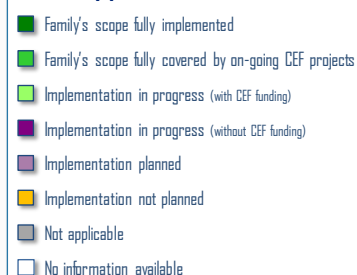 Family's scope fully implemented
Family's scope fully covered by on-going CEF projects
Implementation in progress (with CEF funding)
Implementation in progress (without CEF funding)
Implementation planned
Implementation not planned
Not applicable
No information available